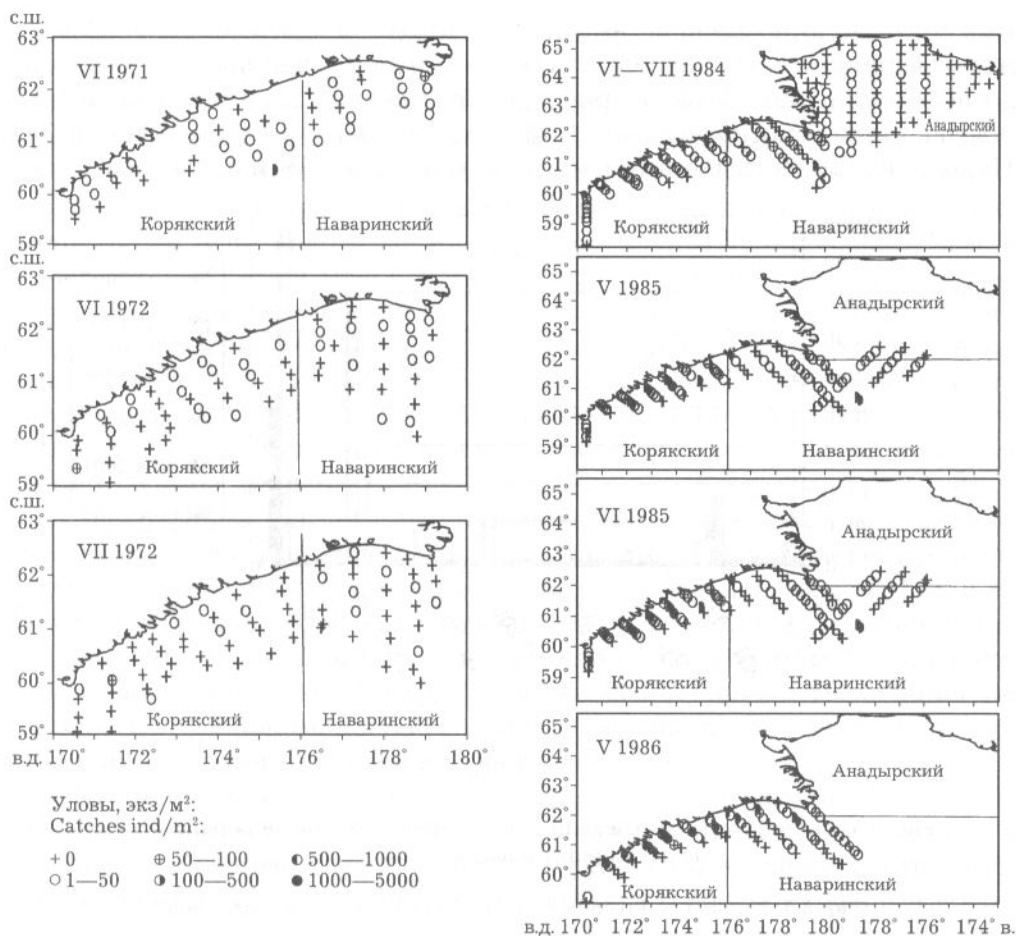 с.ш.
63°
VI 1971
62°
61°
60°
59°
Корякский
Наваринский
с.ш.
63°
VI 1972
62°
61°
60°
59°
Корякский
Наваринский
с.ш.
63°
VII 1972
62°
61°
60°
59°
Корякский
Наваринский
в.д. 170° 172° 174° 176° 178° 180°
Уловы, экз/м²:
Catches ind/m²:
+ 0
○ 1—50
⊕ 50—100
◑ 100—500
◐ 500—1000
● 1000—5000
65°
VI—VII 1984
64°
63°
62°
61°
60°
59°
Анадырский
Корякский
Наваринский
65°
V 1985
64°
63°
62°
61°
60°
59°
Анадырский
Корякский
Наваринский
65°
VI 1985
64°
63°
62°
61°
60°
59°
Анадырский
Корякский
Наваринский
65°
V 1986
64°
63°
62°
61°
60°
Анадырский
Корякский
Наваринский
в.д. 170° 172° 174° 176° 178° 180° 178° 176° 174° в.